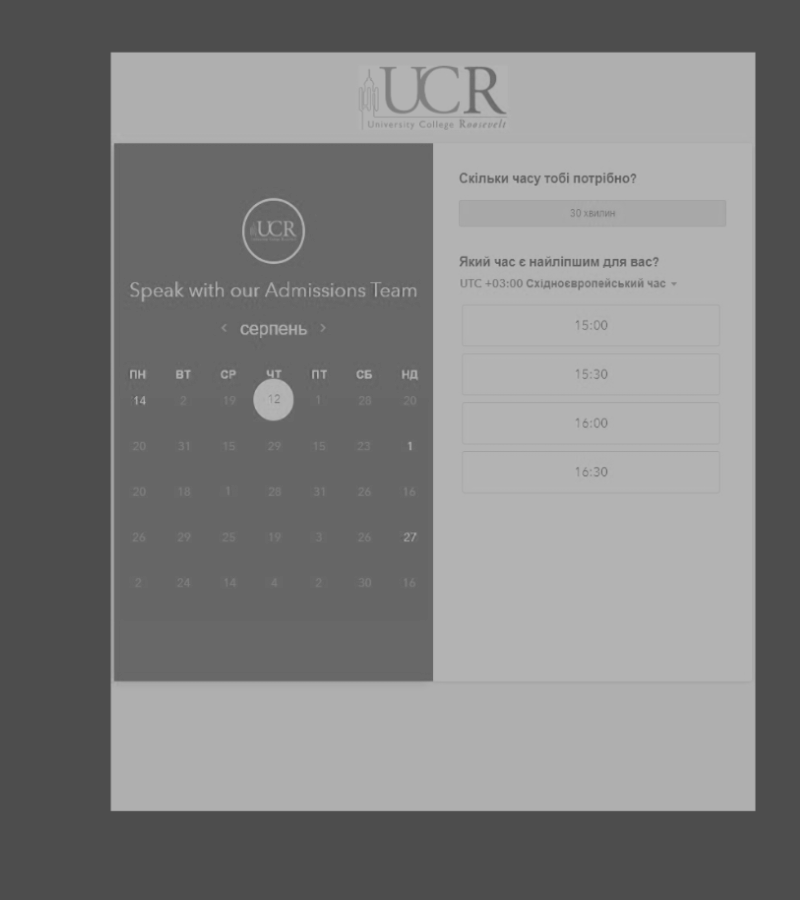 UCR
University College Roosevelt
UCR
Speak with our Admissions Team
‹ серпень ›
ПН ВТ СР ЧТ ПТ СБ НД
14 2 19 12 1 28 20
20 31 15 29 15 23 1
20 18 1 28 31 26 16
26 29 25 19 3 26 27
2 24 14 4 2 30 16
Скільки часу тобі потрібно?
30 хвилин
Який час є найліпшим для вас?
UTC +03:00 Східноєвропейський час
15:00
15:30
16:00
16:30